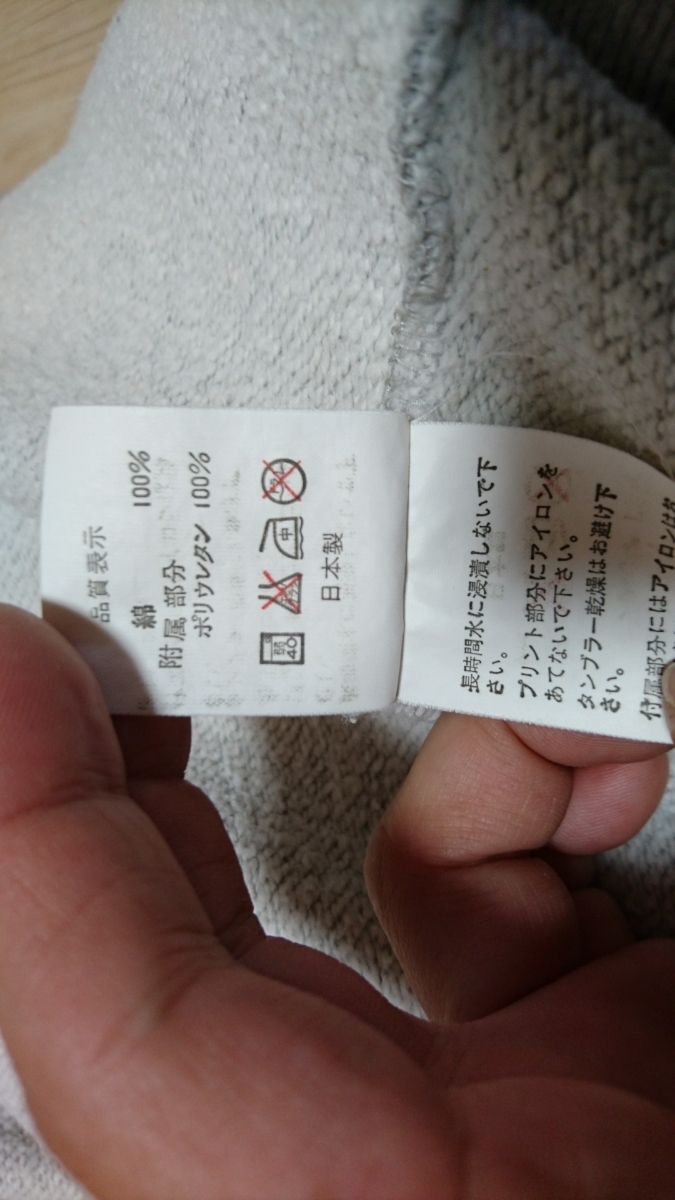 品質表示
綿 100%
附属部分
ポリウレタン 100%
弱 40 中
日本製
長時間水に浸漬しないで下
さい。
プリント部分にアイロンを
あてないで下さい。
タンブラー乾燥はお避け下
さい。
付属部分にはアイロンは